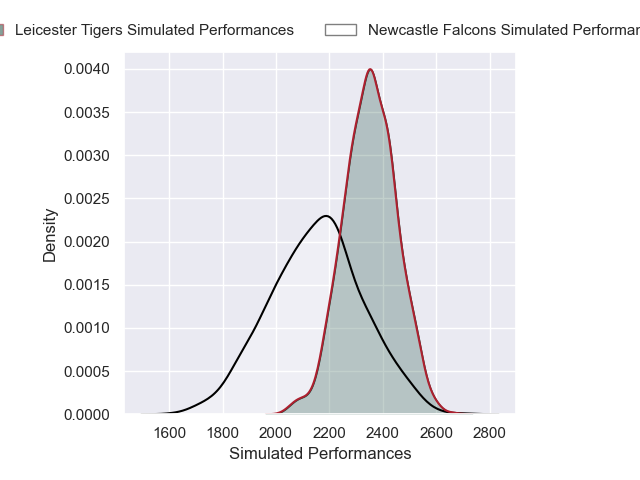 Leicester Tigers Simulated Performances Newcastle Falcons Simulated
0.0040
0.0035
0.0030
0.0025
0.0020
0.0015
0.0010
0.0005
0.0000
Density
1600 1800 2000 2200 2400 2600 2800
Simulated Performances